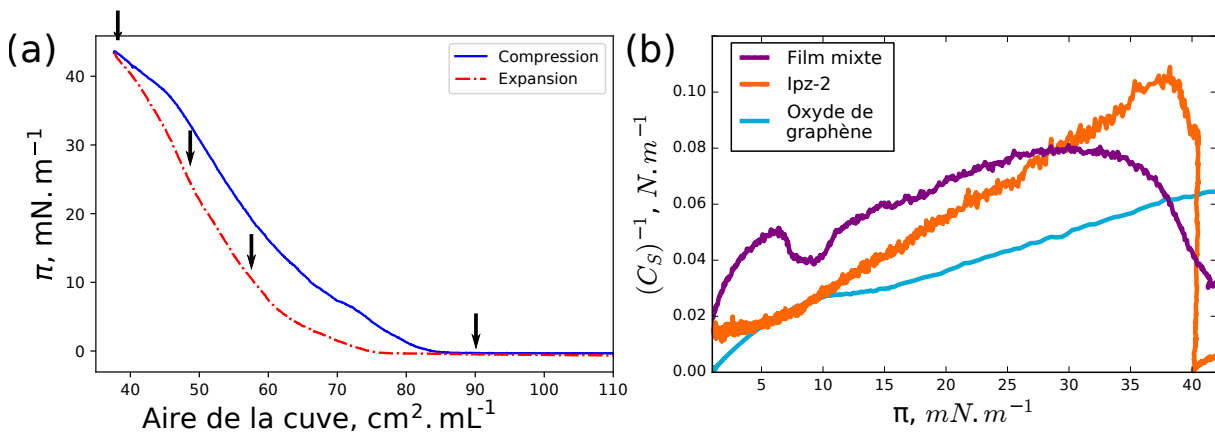 (a)
Compression
Expansion
π, mN.m⁻¹
40
30
20
10
0
40 50 60 70 80 90 100 110
Aire de la cuve, cm².mL⁻¹
(b)
Film mixte
Ipz-2
Oxyde de
graphène
(C_S)⁻¹, N.m⁻¹
0.10
0.08
0.06
0.04
0.02
0.00
5 10 15 20 25 30 35 40
π, mN.m⁻¹